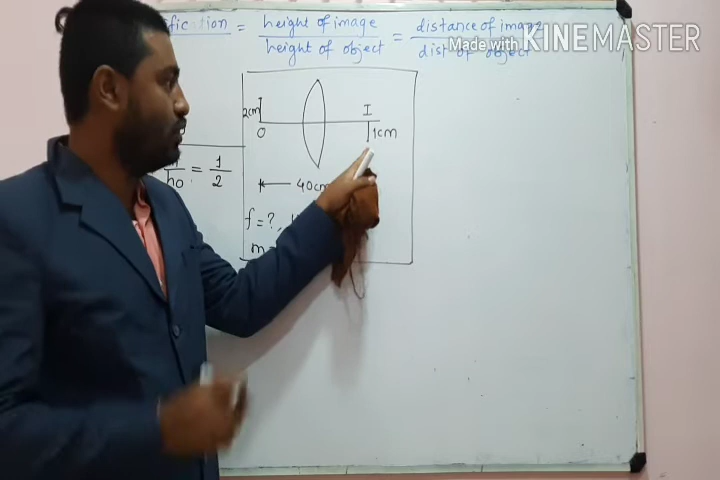 = height of image / height of object = distance of image / dist of object
Made with KINEMASTER
2cm
I
O
1cm
ho = 1/2
40cm
f = ?,
m =